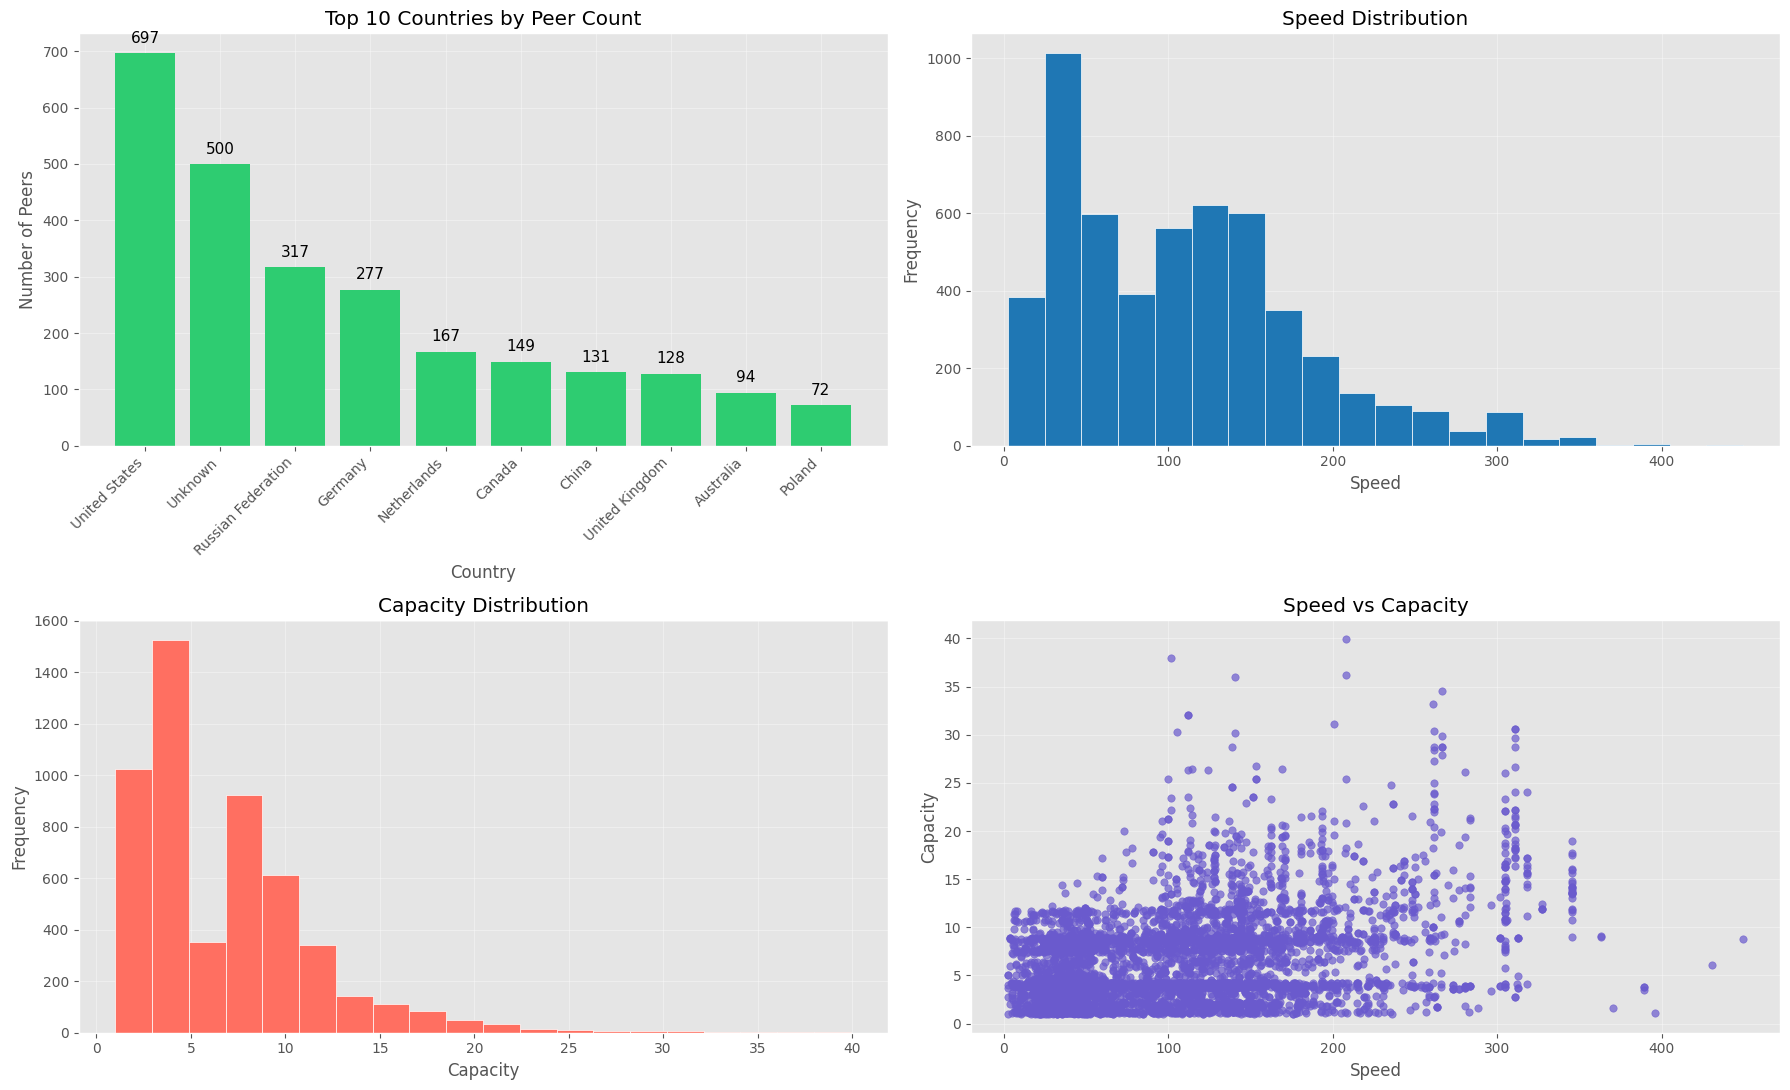 Top 10 Countries by Peer Count
Number of Peers
700
600
500
400
300
200
100
0
697
500
317
277
167
149
131
128
94
72
United States
Unknown
Russian Federation
Germany
Netherlands
Canada
China
United Kingdom
Australia
Poland
Country
Speed Distribution
Frequency
1000
800
600
400
200
0
0 100 200 300 400
Speed
Capacity Distribution
Frequency
1600
1400
1200
1000
800
600
400
200
0
0 5 10 15 20 25 30 35 40
Capacity
Speed vs Capacity
Capacity
40
35
30
25
20
15
10
5
0
0 100 200 300 400
Speed